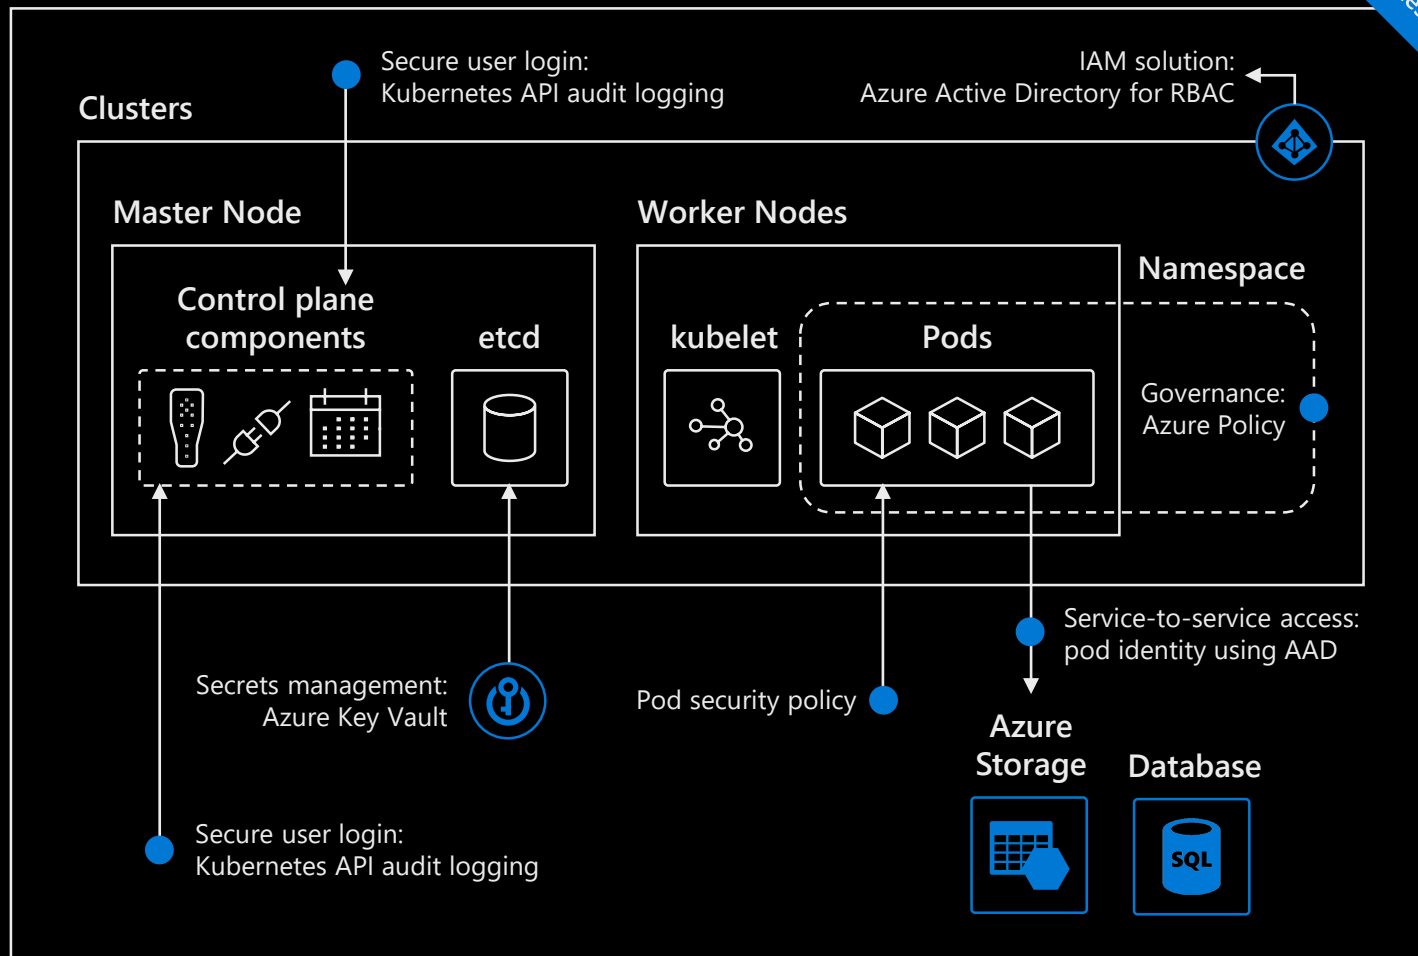 Secure user login:
Kubernetes API audit logging
IAM solution:
Azure Active Directory for RBAC
Clusters
Master Node
Worker Nodes
Namespace
Control plane
components
etcd
kubelet
Pods
Governance:
Azure Policy
Service-to-service access:
pod identity using AAD
Secrets management:
Azure Key Vault
Pod security policy
Azure
Storage
Database
SQL
Secure user login:
Kubernetes API audit logging